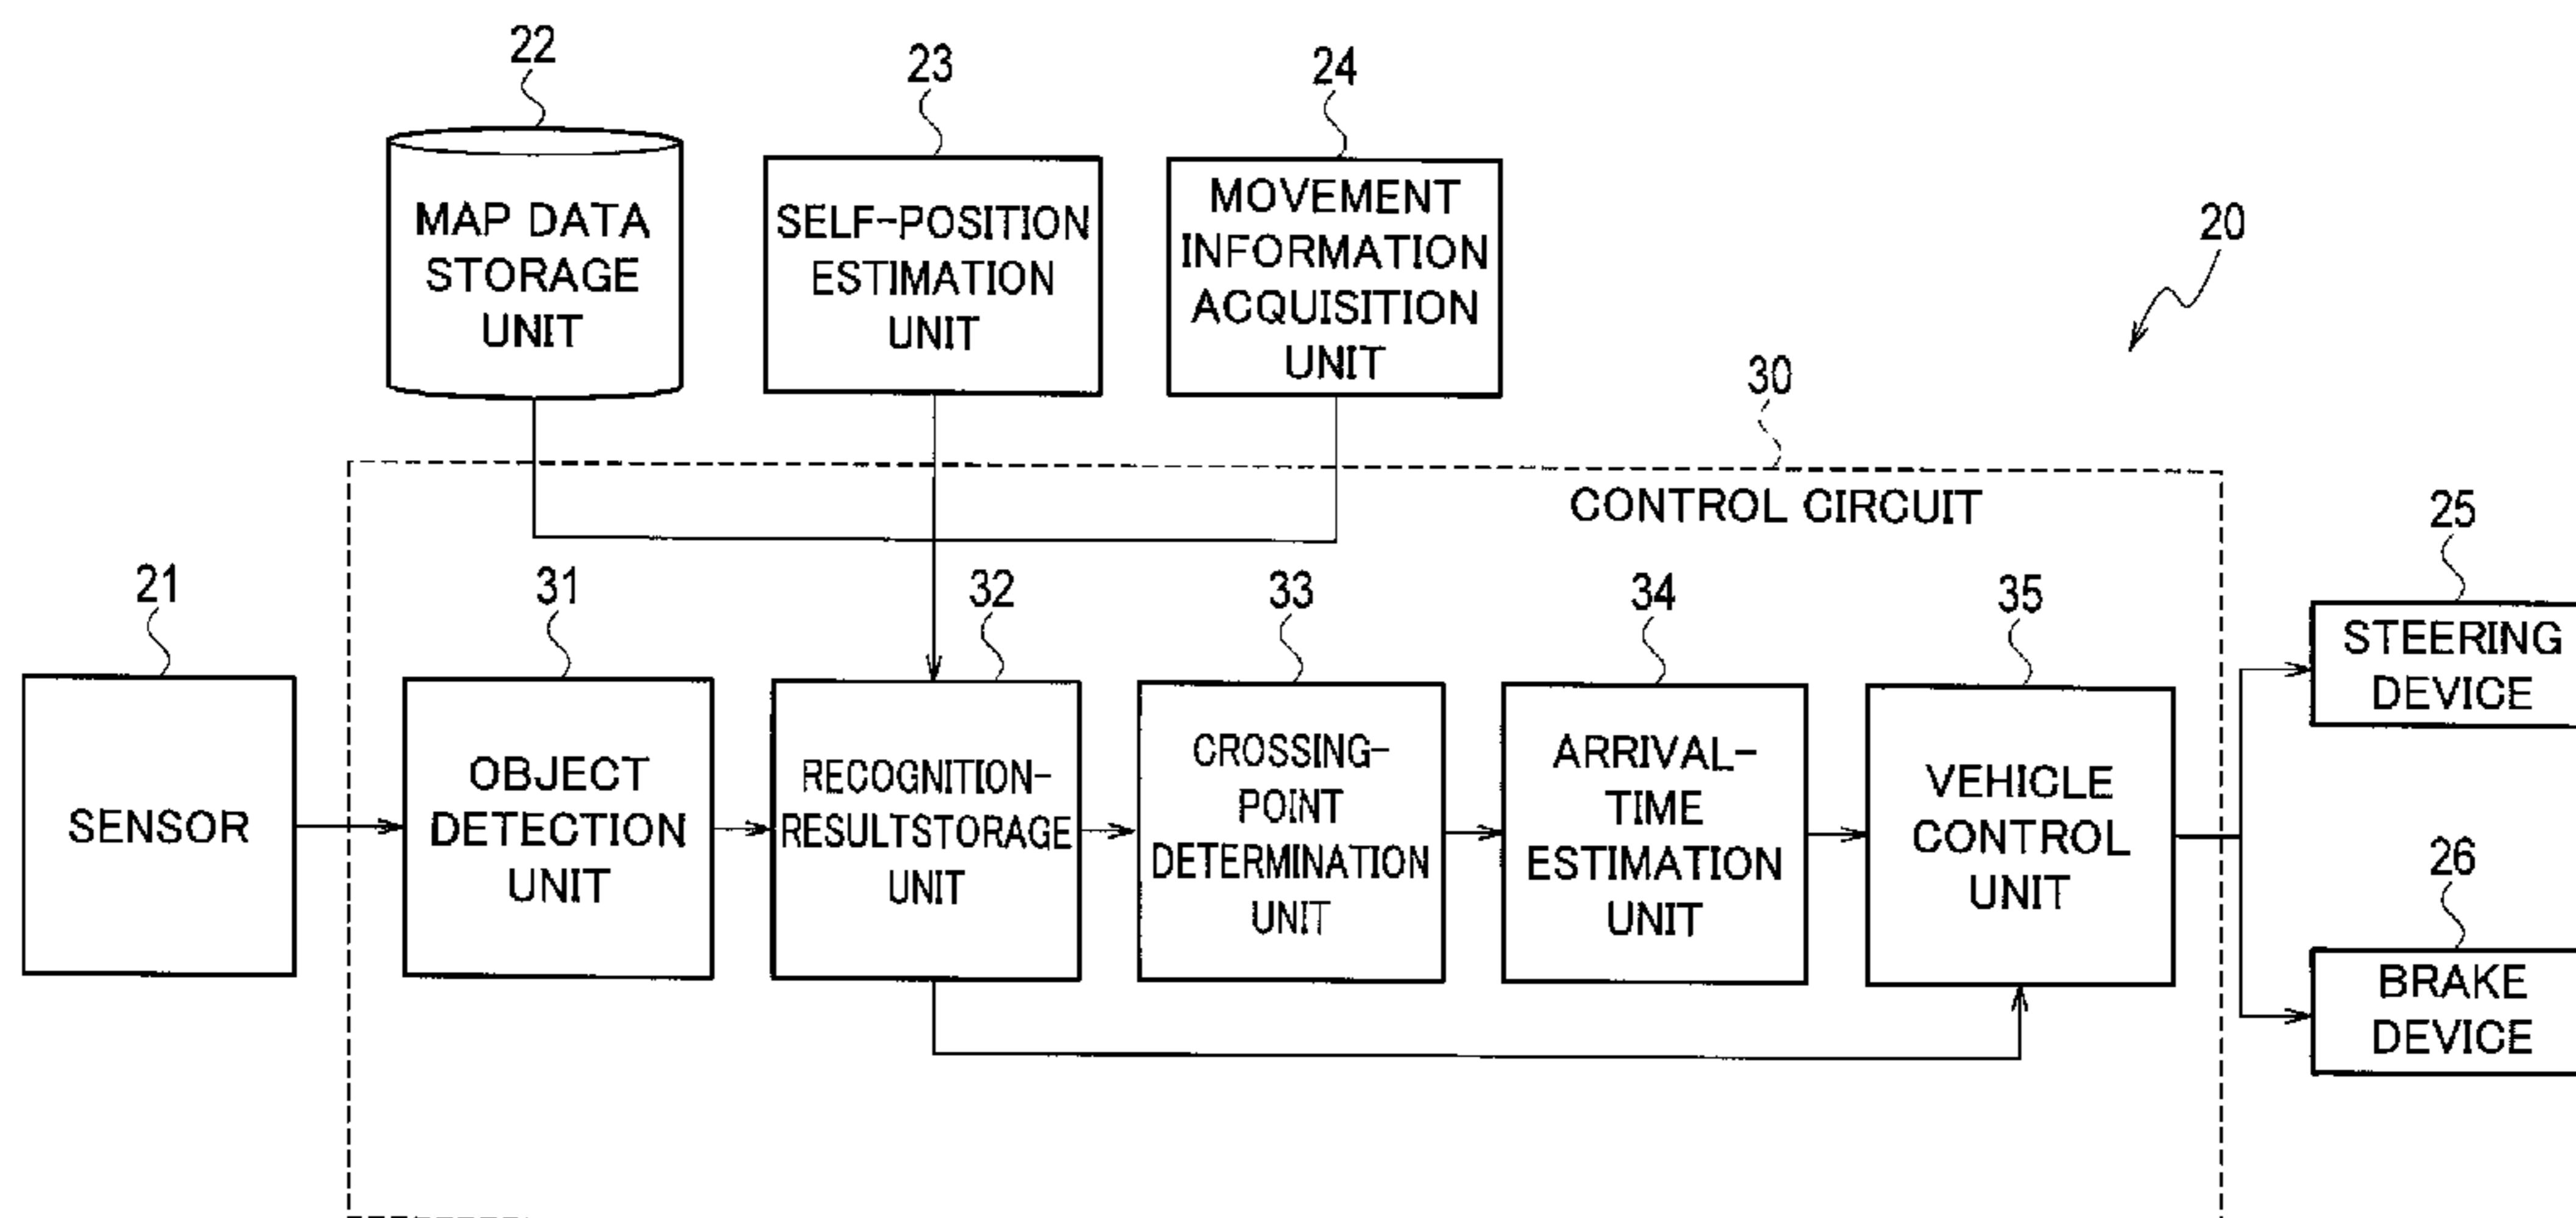 22
23
24
MAP DATA
STORAGE
UNIT
SELF-POSITION
ESTIMATION
UNIT
MOVEMENT
INFORMATION
ACQUISITION
UNIT
20
30
CONTROL CIRCUIT
21
31
32
33
34
35
25
26
SENSOR
OBJECT
DETECTION
UNIT
RECOGNITION-
RESULTSTORAGE
UNIT
CROSSING-
POINT
DETERMINATION
UNIT
ARRIVAL-
TIME
ESTIMATION
UNIT
VEHICLE
CONTROL
UNIT
STEERING
DEVICE
BRAKE
DEVICE